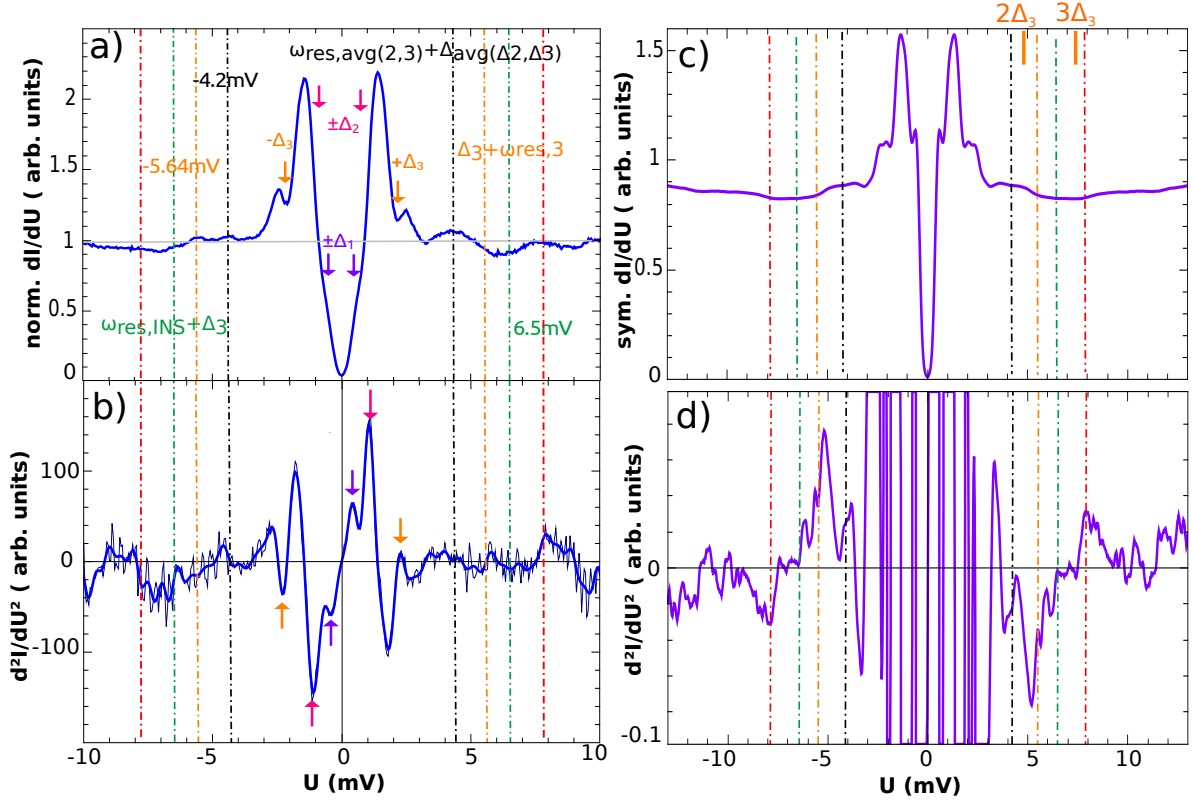 a)
ωres,avg(2,3)+Δavg(Δ2,Δ3)
-4.2mV
±Δ2
-Δ3
+Δ3
-5.64mV
Δ3+ωres,3
±Δ1
ωres,INS+Δ3
6.5mV
norm. dI/dU ( arb. units)
2
1.5
1
0.5
0
b)
d²I/dU² ( arb. units)
100
0
-100
-10
-5
0
5
10
U (mV)
2Δ3
3Δ3
c)
sym. dI/dU ( arb. units)
1.5
1
0.5
0
d)
d²I/dU² ( arb. units)
0
-0.1
-10
-5
0
5
10
U (mV)